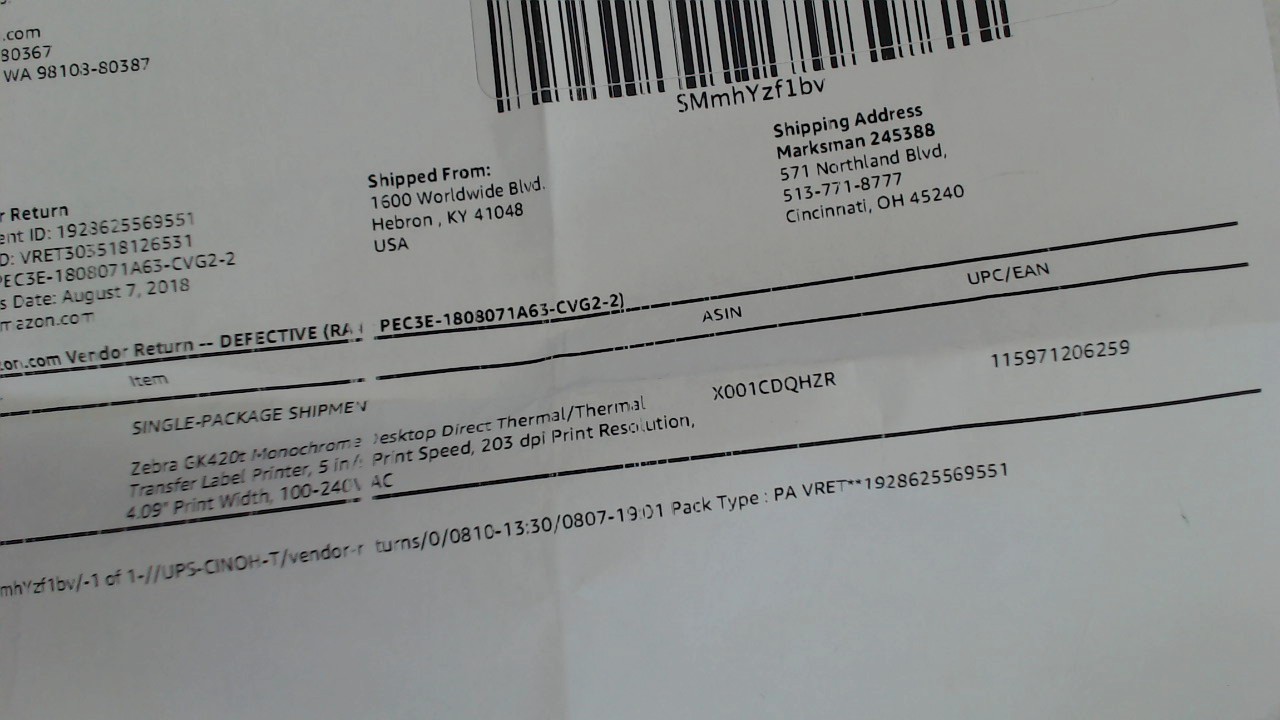 .com
80367
WA 98103-80387
SMmhYzf1bv
Shipping Address
Marksman 245388
571 Northland Blvd,
513-771-8777
Cincinnati, OH 45240
Shipped From:
1600 Worldwide Blvd.
Hebron , KY 41048
USA
r Return
ent ID: 1928625569551
D: VRET303518126531
PEC3E-1808071A63-CVG2-2
s Date: August 7, 2018
mazon.com
zon.com Vendor Return -- DEFECTIVE (RA PEC3E-1808071A63-CVG2-2)
Item ASIN UPC/EAN
SINGLE-PACKAGE SHIPMEN
Zebra GK420t Monochrome Desktop Direct Thermal/Thermal X001CDQHZR 115971206259
Transfer Label Printer, 5 in/s Print Speed, 203 dpi Print Resolution,
4.09" Print Width, 100-240V AC
mhYzf1bv/-1 of 1-//UPS-CINOH-T/vendor-returns/0/0810-13:30/0807-19:01 Pack Type : PA VRET**1928625569551